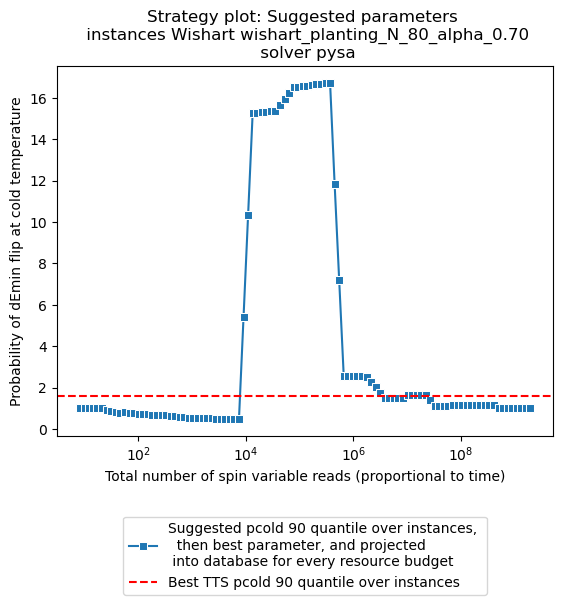 Strategy plot: Suggested parameters
instances Wishart wishart_planting_N_80_alpha_0.70
solver pysa
Probability of dEmin flip at cold temperature
16
14
12
10
8
6
4
2
0
10^2
10^4
10^6
10^8
Total number of spin variable reads (proportional to time)
Suggested pcold 90 quantile over instances,
then best parameter, and projected
into database for every resource budget
Best TTS pcold 90 quantile over instances